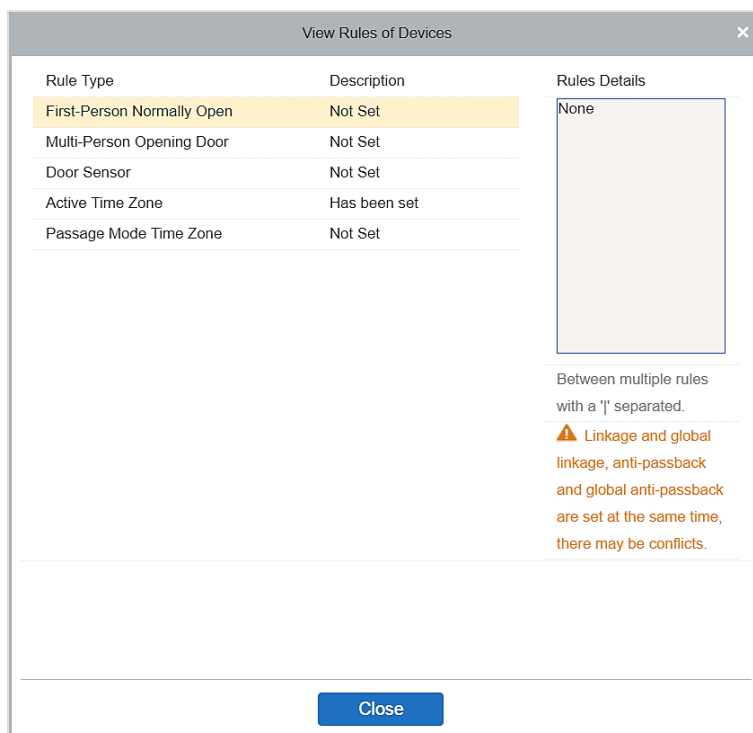 View Rules of Devices ×
Rule Type Description Rules Details
First-Person Normally Open Not Set
Multi-Person Opening Door Not Set
Door Sensor Not Set
Active Time Zone Has been set
Passage Mode Time Zone Not Set
None
Between multiple rules
with a '|' separated.
Linkage and global
linkage, anti-passback
and global anti-passback
are set at the same time,
there may be conflicts.
Close